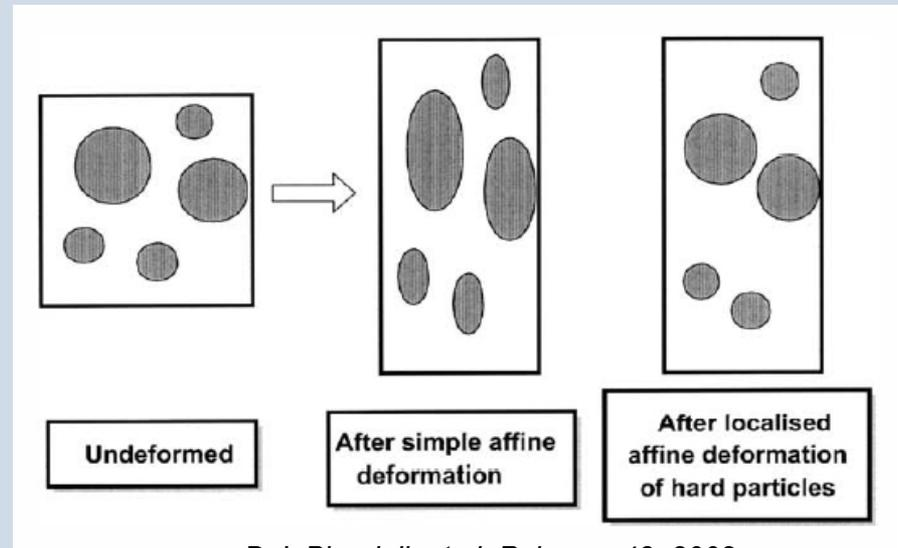 Undeformed
After simple affine
deformation
After localised
affine deformation
of hard particles